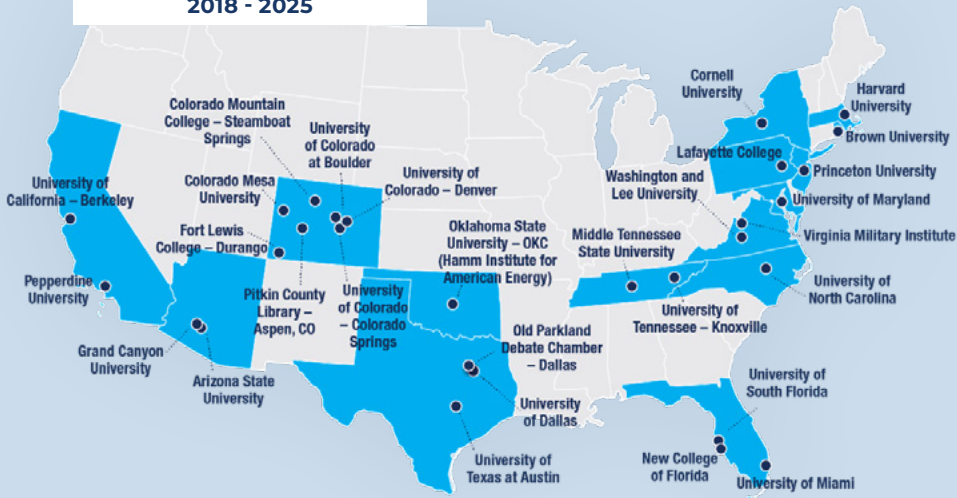 2018 - 2025
Cornell
University
Harvard
University
Brown University
Lafayette College
Princeton University
Washington and
Lee University
University of Maryland
Virginia Military Institute
Colorado Mountain
College – Steamboat
Springs
University
of Colorado
at Boulder
University of
Colorado – Denver
Colorado Mesa
University
Fort Lewis
College – Durango
University of
California – Berkeley
Pepperdine
University
Pitkin County
Library –
Aspen, CO
University
of Colorado
– Colorado
Springs
Oklahoma State
University – OKC
(Hamm Institute for
American Energy)
Middle Tennessee
State University
University of
North Carolina
University of
Tennessee – Knoxville
Grand Canyon
University
Arizona State
University
Old Parkland
Debate Chamber
– Dallas
University
of Dallas
University of
Texas at Austin
University of
South Florida
New College
of Florida
University of Miami